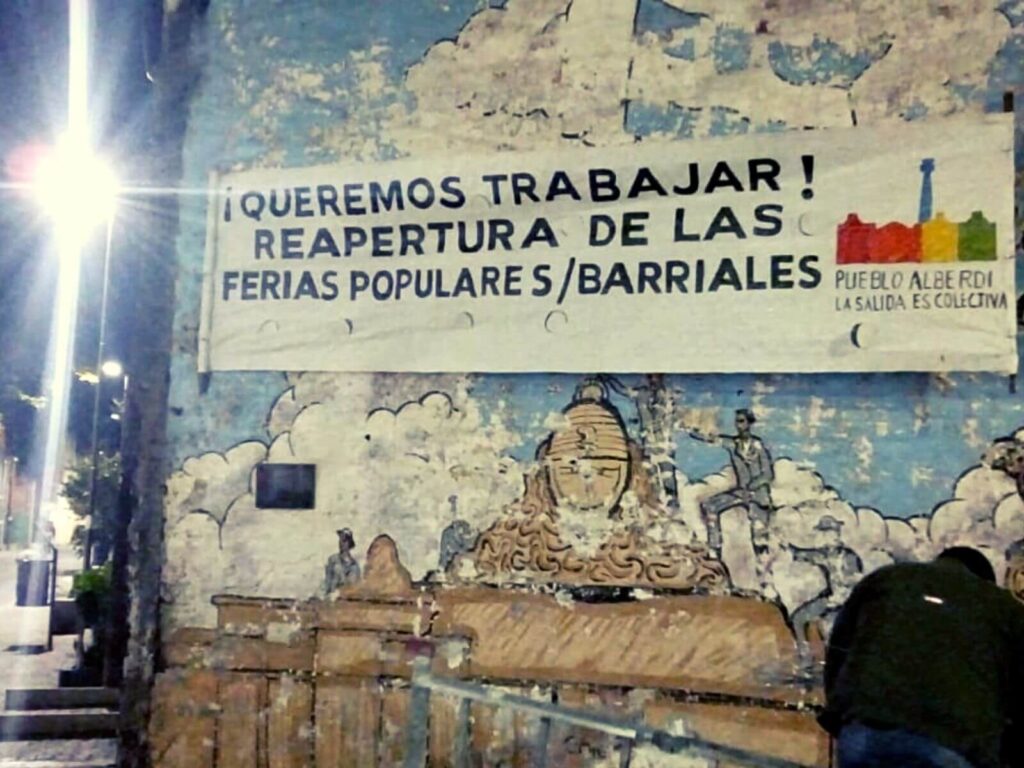 ¡QUEREMOS TRABAJAR!
REAPERTURA DE LAS
FERIAS POPULARES/BARRIALES
PUEBLO ALBERDI
LA SALIDA ES COLECTIVA